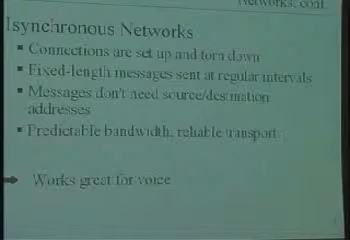 Networks, cont.
Isynchronous Networks
Connections are set up and torn down
Fixed-length messages sent at regular intervals
Messages don't need source/destination
addresses
Predictable bandwidth, reliable transport
Works great for voice